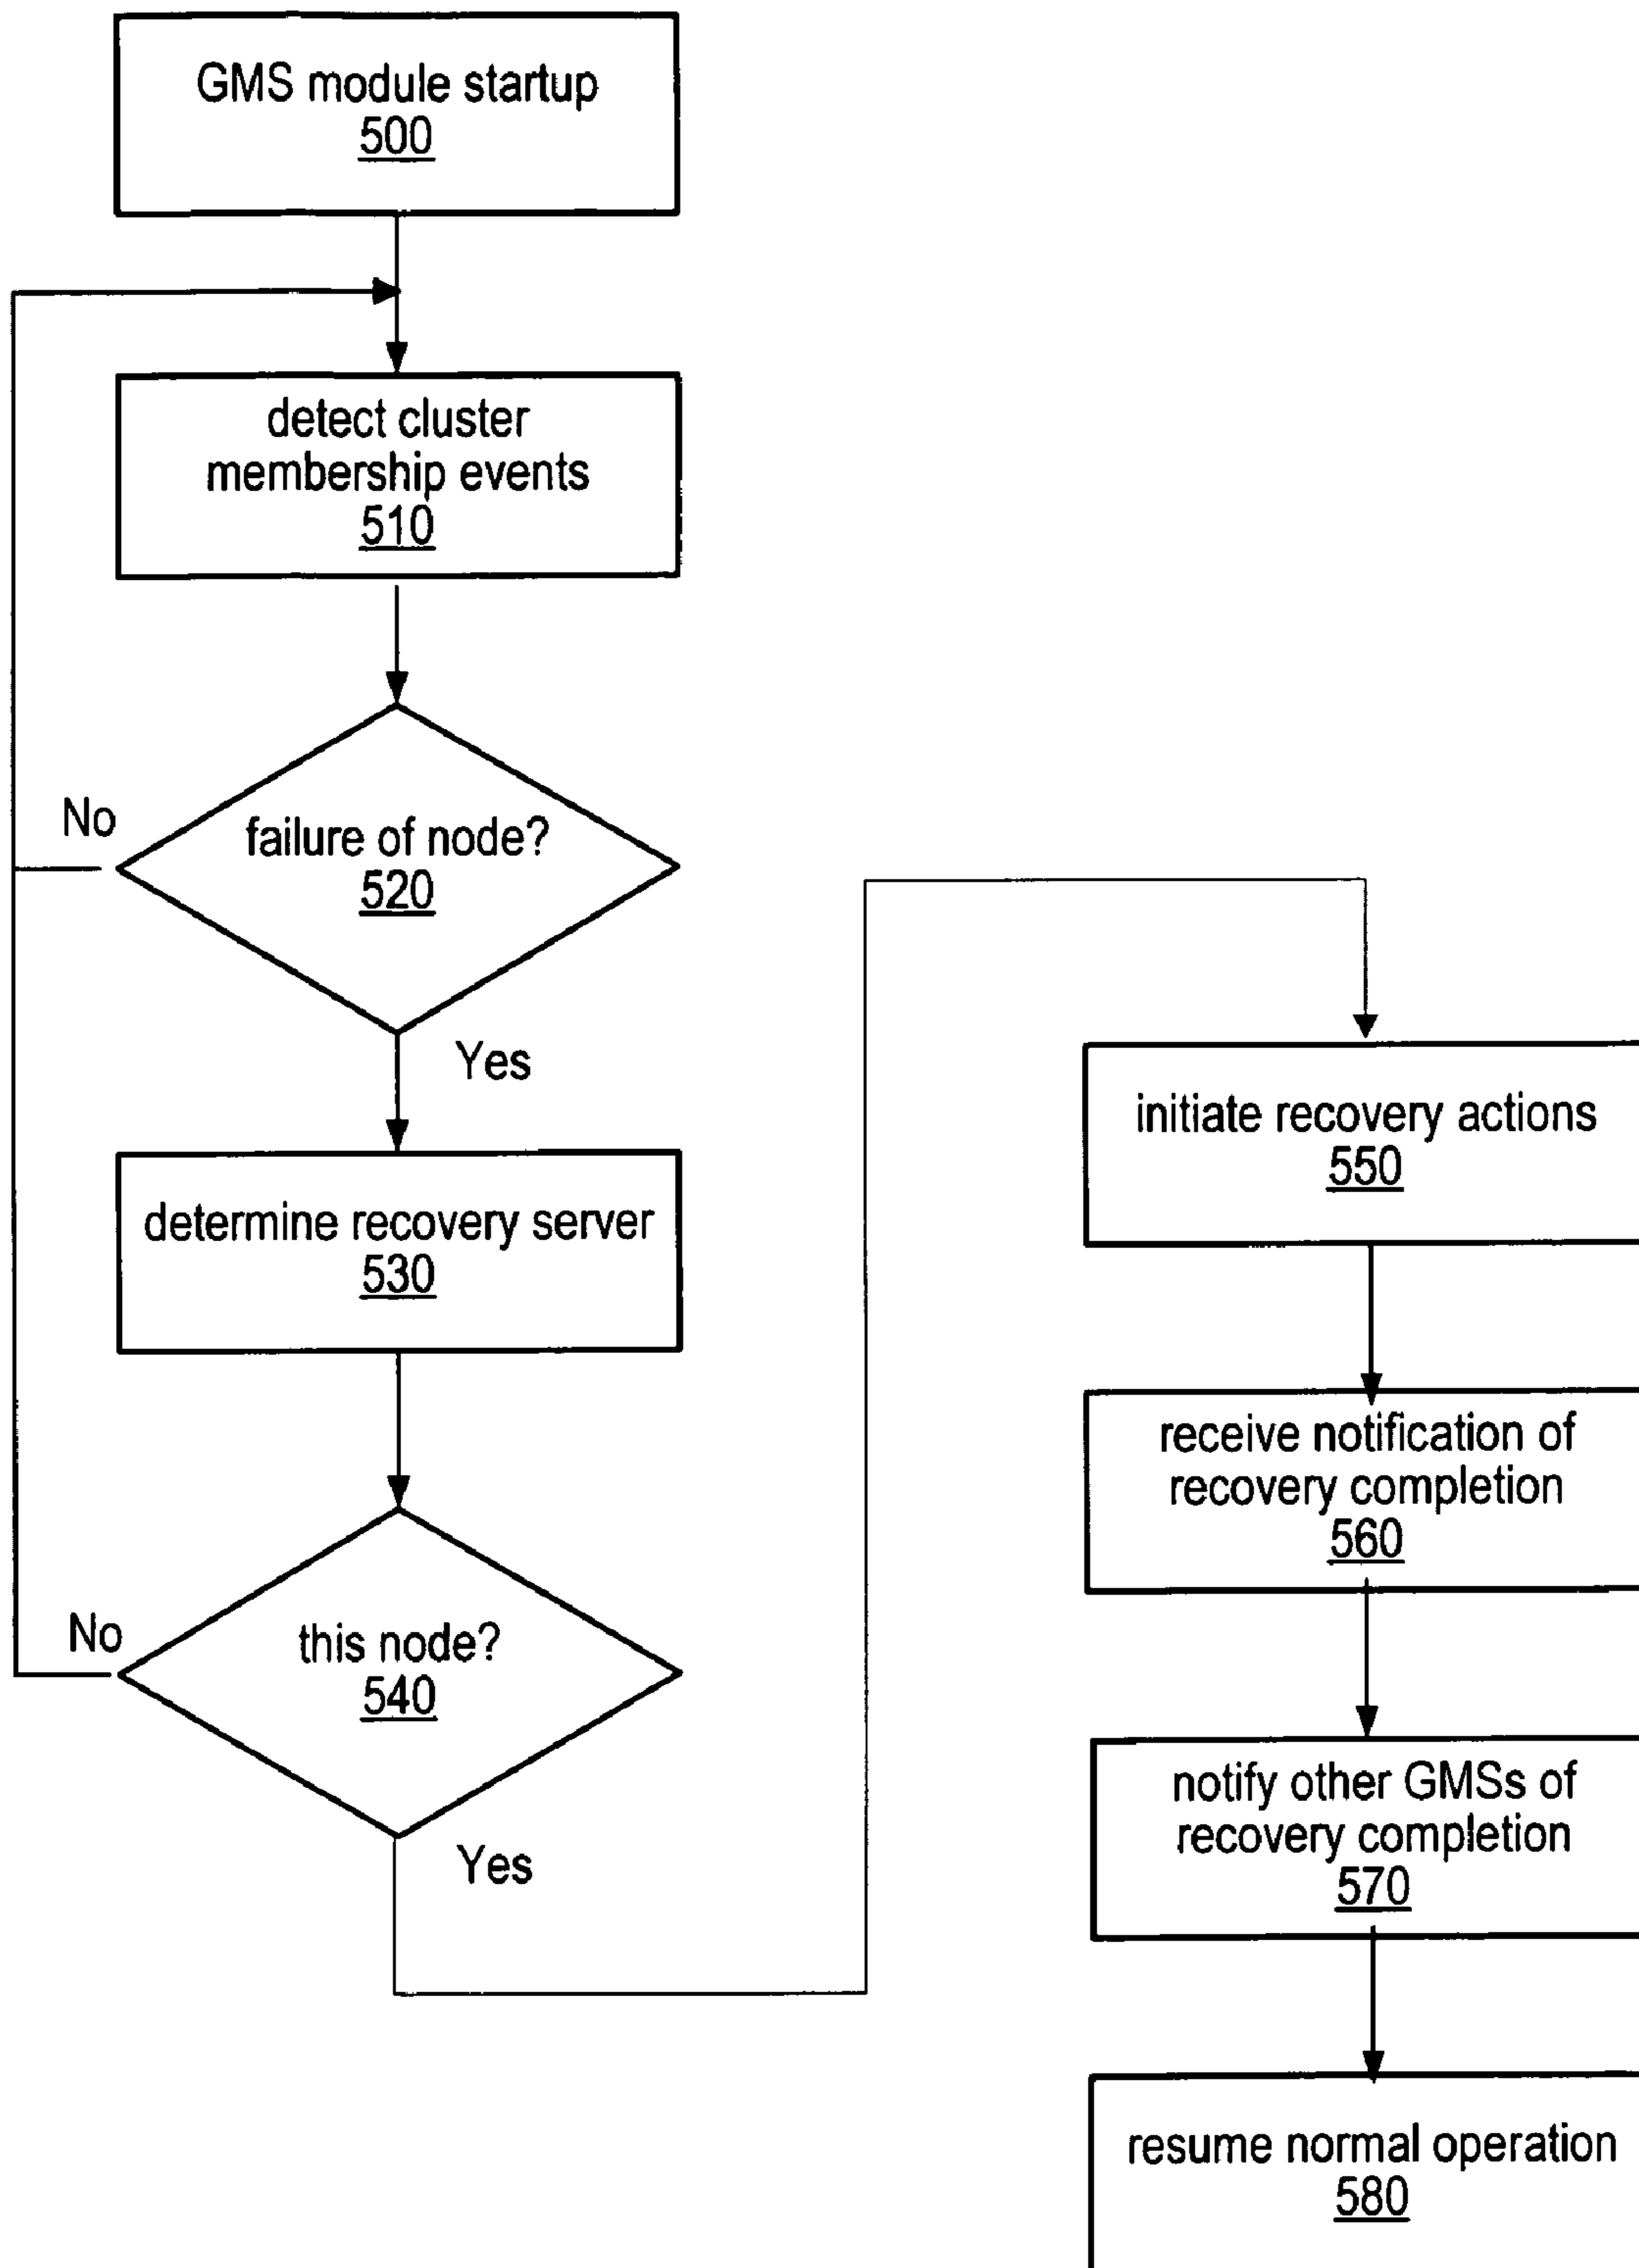 GMS module startup
500
detect cluster
membership events
510
No
failure of node?
520
Yes
determine recovery server
530
No
this node?
540
Yes
initiate recovery actions
550
receive notification of
recovery completion
560
notify other GMSs of
recovery completion
570
resume normal operation
580